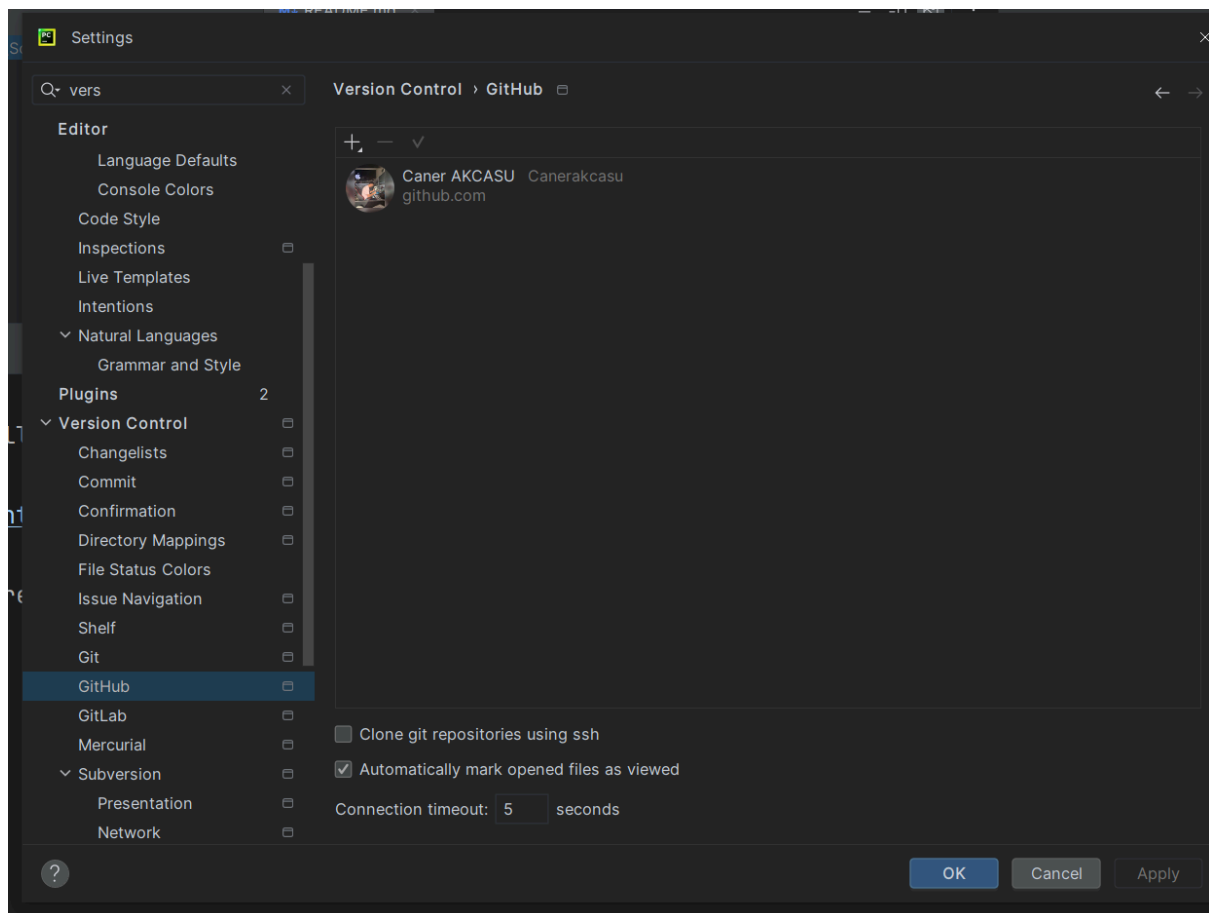 README.md
PC
Settings
vers
Version Control › GitHub
Editor
Language Defaults
Console Colors
Code Style
Inspections
Live Templates
Intentions
Natural Languages
Grammar and Style
Plugins 2
Version Control
Changelists
Commit
Confirmation
Directory Mappings
File Status Colors
Issue Navigation
Shelf
Git
GitHub
GitLab
Mercurial
Subversion
Presentation
Network
Caner AKCASU Canerakcasu
github.com
Clone git repositories using ssh
Automatically mark opened files as viewed
Connection timeout: 5 seconds
?
OK Cancel Apply